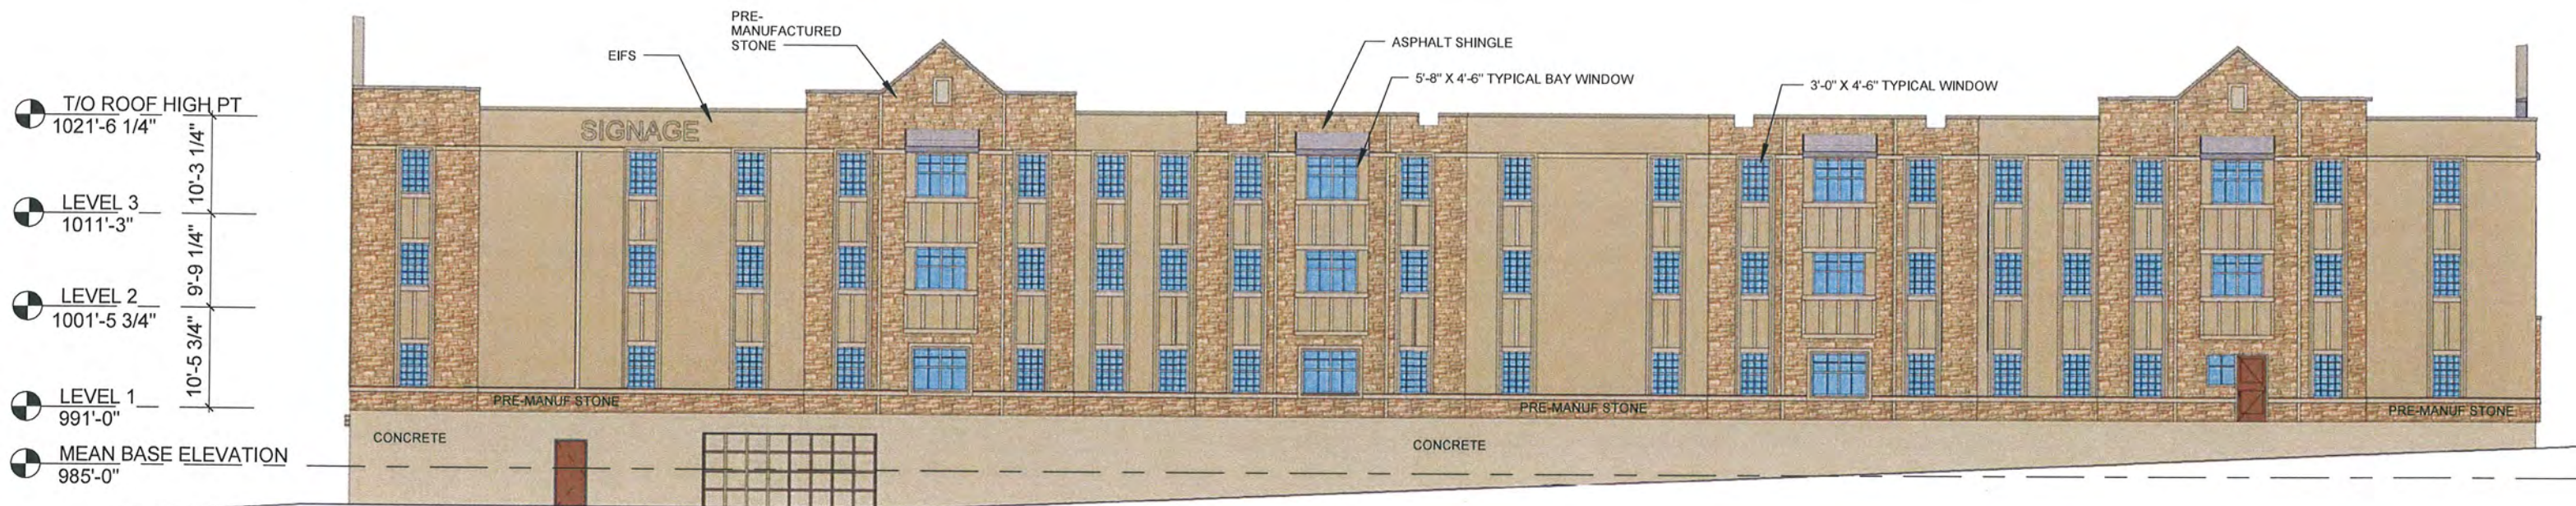 PRE-
MANUFACTURED
STONE
EIFS
ASPHALT SHINGLE
5'-8" X 4'-6" TYPICAL BAY WINDOW
3'-0" X 4'-6" TYPICAL WINDOW
T/O ROOF HIGH PT
1021'-6 1/4"
SIGNAGE
10'-3 1/4"
LEVEL 3
1011'-3"
9'-9 1/4"
LEVEL 2
1001'-5 3/4"
10'-5 3/4"
LEVEL 1
991'-0"
PRE-MANUF STONE
PRE-MANUF STONE
PRE-MANUF STONE
CONCRETE
CONCRETE
MEAN BASE ELEVATION
985'-0"